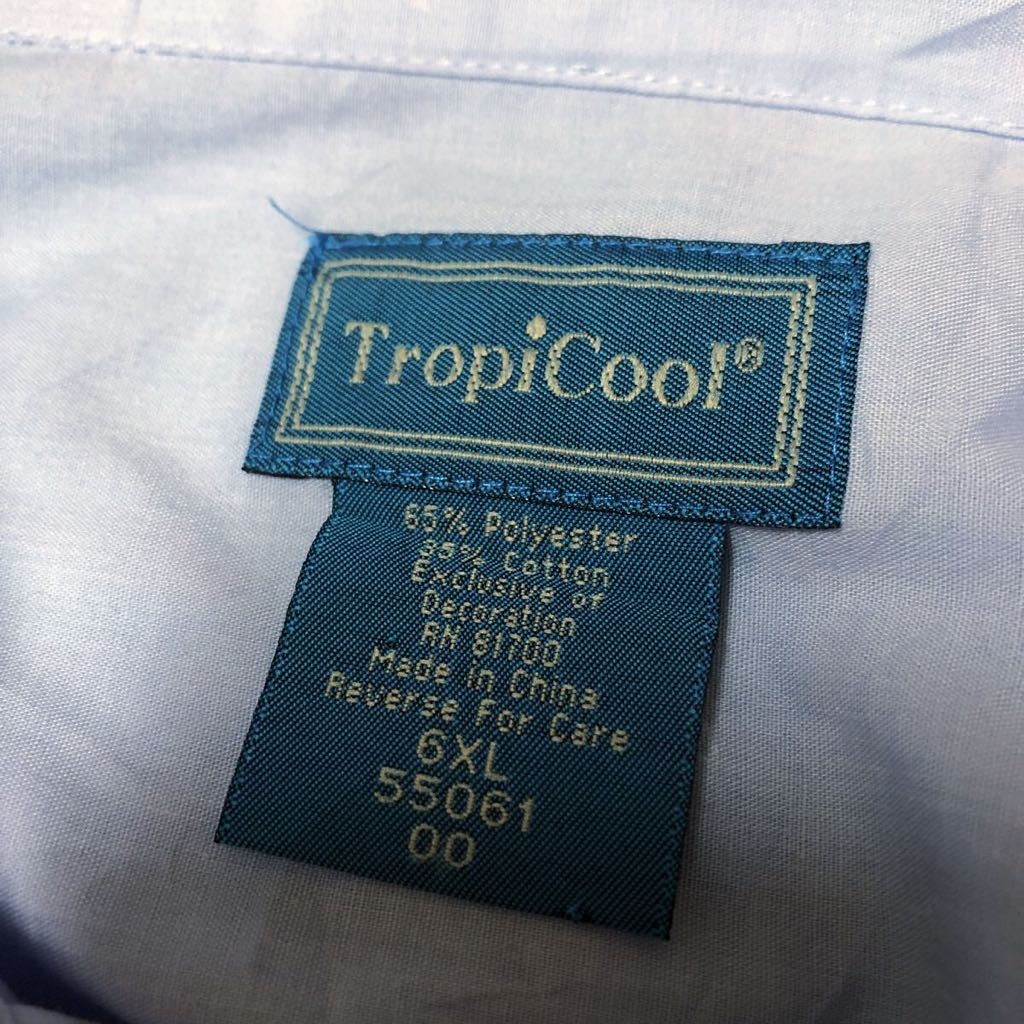 TropiCool®
65% Polyester
35% Cotton
Exclusive of
Decoration
RN 81700
Made in China
Reverse For Care
6XL
55061
00